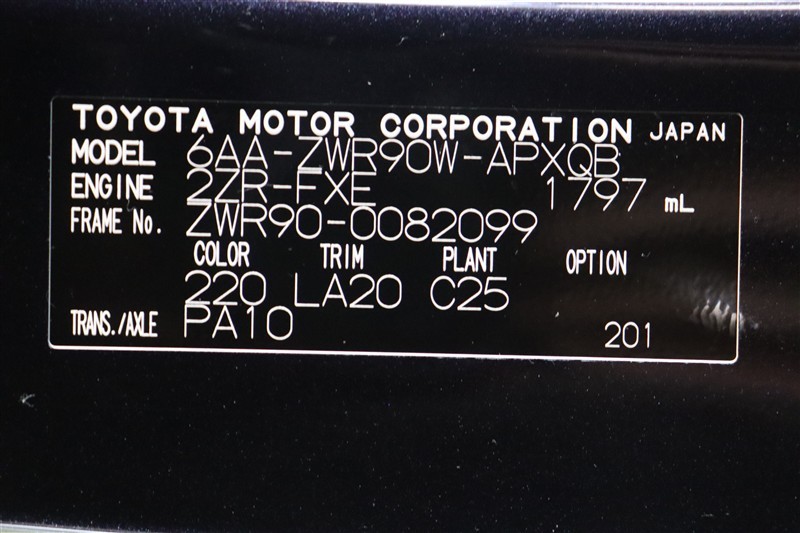 TOYOTA MOTOR CORPORATION JAPAN
MODEL 6AA-ZWR90W-APXQB
ENGINE 2ZR-FXE 1797 mL
FRAME No. ZWR90-0082099
COLOR TRIM PLANT OPTION
220 LA20 C25
TRANS./AXLE PA10 201